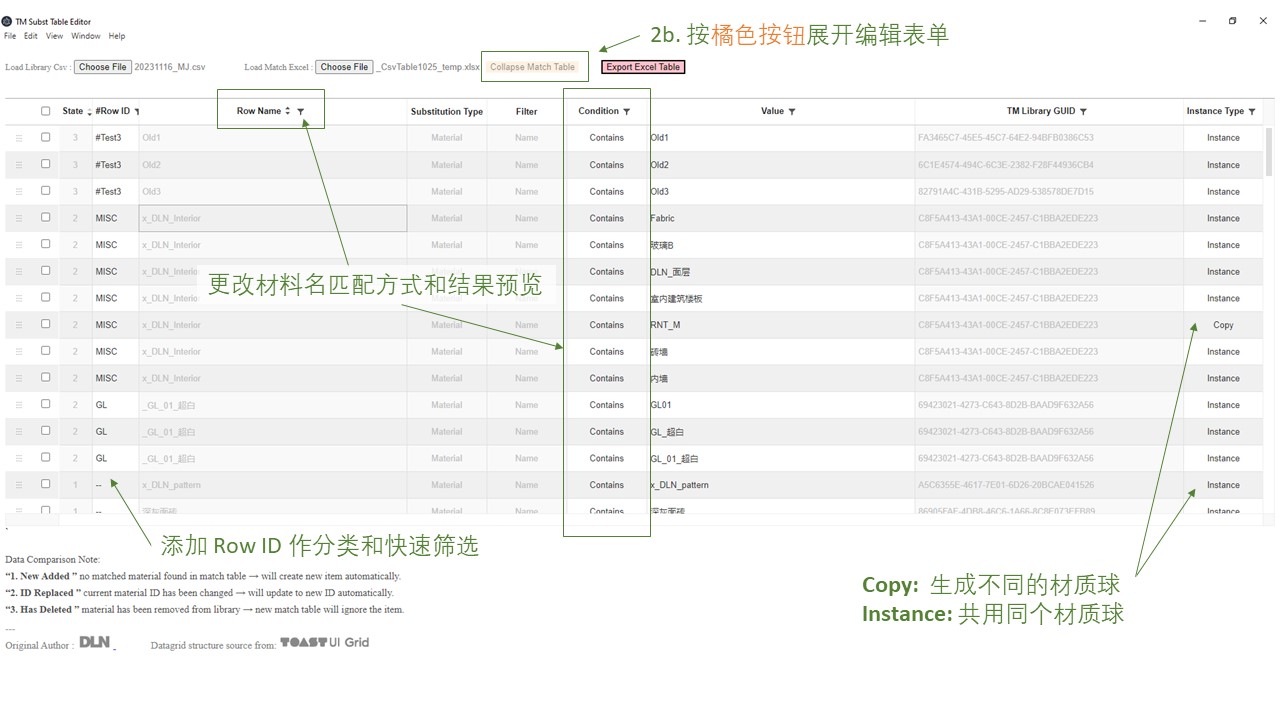 TM Subst Table Editor
File Edit View Window Help
2b. 按橘色按钮展开编辑表单
Load Library Csv : Choose File 20231116_MJ.csv Load Match Excel : Choose File _CsvTable1025_temp.xlsx Collapse Match Table Export Excel Table
State #Row ID Row Name Substitution Type Filter Condition Value TM Library GUID Instance Type
3 #Test3 Old1 Material Name Contains Old1 FA3465C7-45E5-45C7-64E2-94BFB0386C53 Instance
3 #Test3 Old2 Material Name Contains Old2 6C1E4574-494C-6C3E-2382-F28F44936CB4 Instance
3 #Test3 Old3 Material Name Contains Old3 82791A4C-431B-5295-AD29-538578DE7D15 Instance
2 MISC x_DLN_Interior Material Name Contains Fabric C8F5A413-43A1-00CE-2457-C1BBA2EDE223 Instance
2 MISC x_DLN_Interior Material Name Contains 玻璃B C8F5A413-43A1-00CE-2457-C1BBA2EDE223 Instance
2 MISC x_DLN_Interior Contains DLN_面层 C8F5A413-43A1-00CE-2457-C1BBA2EDE223 Instance
更改材料名匹配方式和结果预览
2 MISC x_DLN_Interior Material Name Contains 室内建筑楼板 C8F5A413-43A1-00CE-2457-C1BBA2EDE223 Instance
2 MISC x_DLN_Interior Material Name Contains RNT_M C8F5A413-43A1-00CE-2457-C1BBA2EDE223 Copy
2 MISC x_DLN_Interior Material Name Contains 砖墙 C8F5A413-43A1-00CE-2457-C1BBA2EDE223 Instance
2 MISC x_DLN_Interior Material Name Contains 内墙 C8F5A413-43A1-00CE-2457-C1BBA2EDE223 Instance
2 GL _GL_01_超白 Material Name Contains GL01 69423021-4273-C643-8D2B-BAAD9F632A56 Instance
2 GL _GL_01_超白 Material Name Contains GL_超白 69423021-4273-C643-8D2B-BAAD9F632A56 Instance
2 GL _GL_01_超白 Material Name Contains GL_01_超白 69423021-4273-C643-8D2B-BAAD9F632A56 Instance
1 -- x_DLN_pattern Material Name Contains x_DLN_pattern A5C6355E-4617-7E01-6D26-20BCAE041526 Instance
1 -- 深灰面砖 Material Name Contains 深灰面砖 Instance
添加 Row ID 作分类和快速筛选
Data Comparison Note:
“1. New Added ” no matched material found in match table → will create new item automatically.
“2. ID Replaced ” current material ID has been changed → will update to new ID automatically.
“3. Has Deleted ” material has been removed from library → new match table will ignore the item.
Copy: 生成不同的材质球
Instance: 共用同个材质球
---
Original Author : DLN Datagrid structure source from: TOAST UI Grid